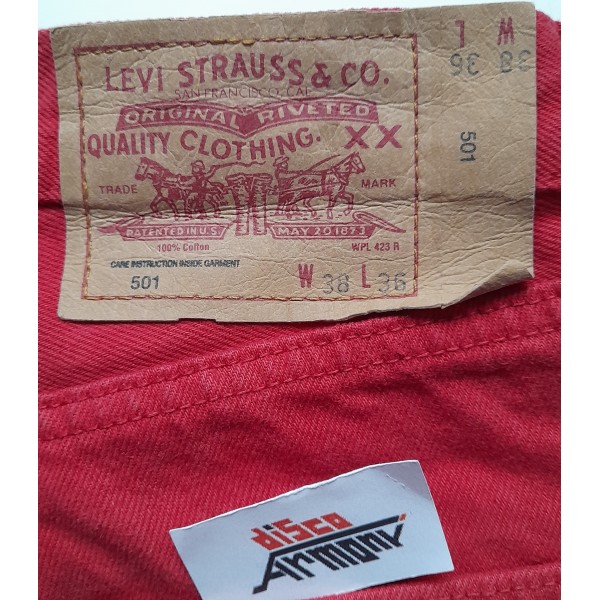 LEVI STRAUSS & CO.
SAN FRANCISCO, CAL.
ORIGINAL RIVETED
QUALITY CLOTHING. XX
TRADE MARK
PATENTED IN U.S. MAY 20 1873
100% Cotton WPL 423 R
CARE INSTRUCTION INSIDE GARMENT
501 W 38 L 36
W L
38 36
501
disco
Armoni